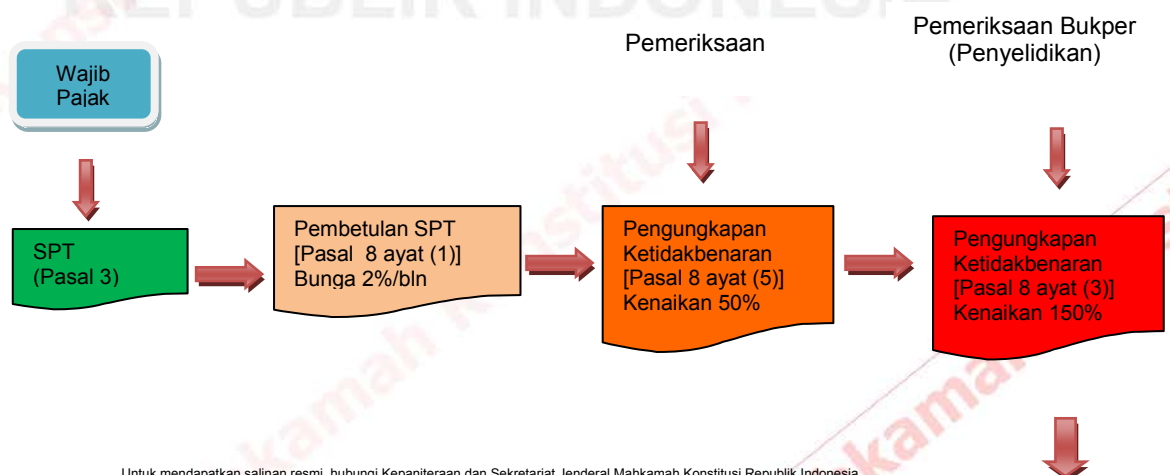 REPUBLIK INDONESIA
Pemeriksaan
Pemeriksaan Bukper
(Penyelidikan)
Wajib
Pajak
SPT
(Pasal 3)
Pembetulan SPT
[Pasal 8 ayat (1)]
Bunga 2%/bln
Pengungkapan
Ketidakbenaran
[Pasal 8 ayat (5)]
Kenaikan 50%
Pengungkapan
Ketidakbenaran
[Pasal 8 ayat (3)]
Kenaikan 150%
Untuk mendapatkan salinan resmi, hubungi Kepaniteraan dan Sekretariat Jenderal Mahkamah Konstitusi Republik Indonesia